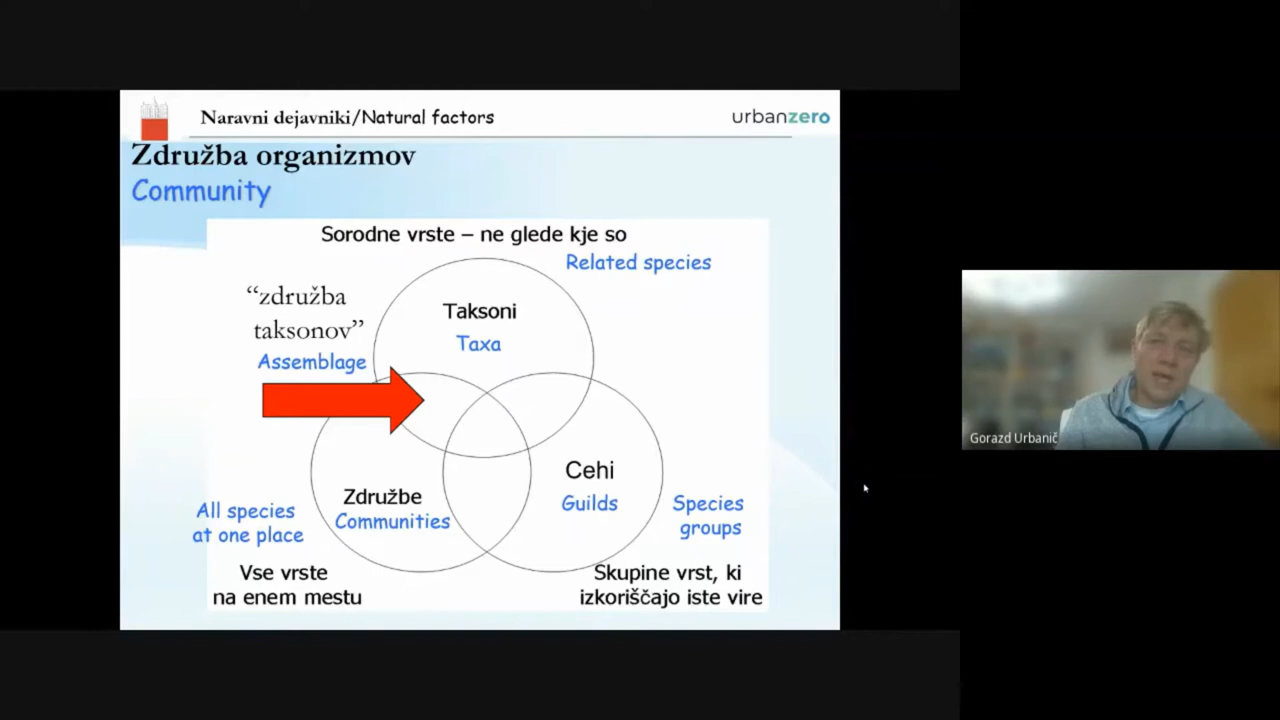 Naravni dejavniki/Natural factors
urbanzero
Združba organizmov
Community
Sorodne vrste – ne glede kje so
Related species
“združba
taksonov”
Assemblage
Taksoni
Taxa
Cehi
Guilds
Združbe
Communities
All species
at one place
Species
groups
Vse vrste
na enem mestu
Skupine vrst, ki
izkoriščajo iste vire
Gorazd Urbanič